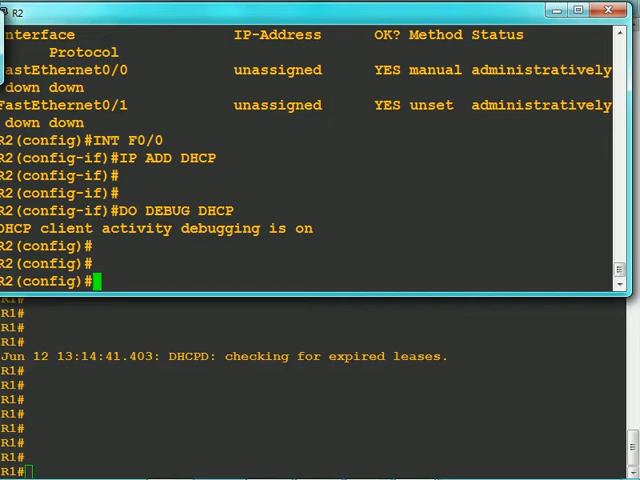 R2
nterface IP-Address OK? Method Status
Protocol
astEthernet0/0 unassigned YES manual administratively
down down
FastEthernet0/1 unassigned YES unset administratively
down down
R2(config)#INT F0/0
R2(config-if)#IP ADD DHCP
R2(config-if)#
R2(config-if)#
R2(config-if)#DO DEBUG DHCP
DHCP client activity debugging is on
R2(config)#
R2(config)#
R2(config)#
R1#
R1#
R1#
R1#
Jun 12 13:14:41.403: DHCPD: checking for expired leases.
R1#
R1#
R1#
R1#
R1#
R1#
R1#
R1#